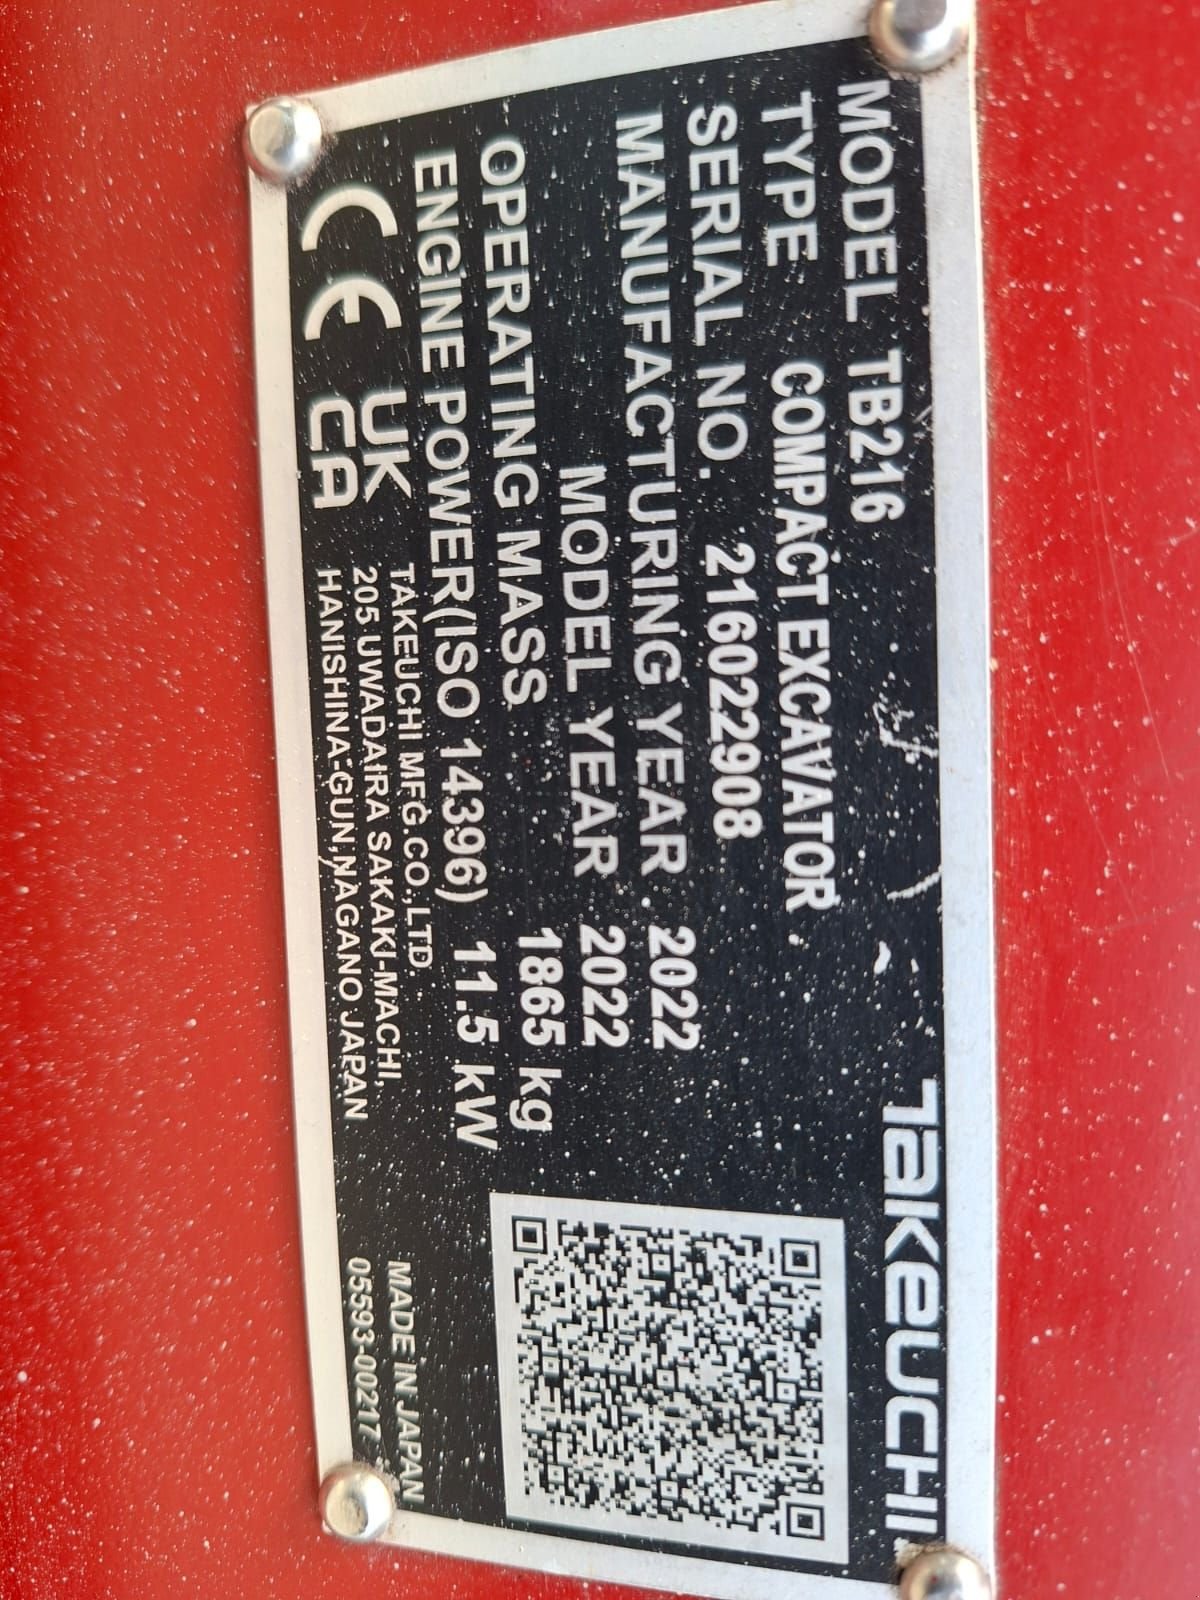 TAKEUCHI
MODEL TB216
TYPE COMPACT EXCAVATOR
SERIAL NO. 216022908
MANUFACTURING YEAR 2022
MODEL YEAR 2022
OPERATING MASS 1865 kg
ENGINE POWER(ISO 14396) 11.5 kW
CE
UK
CA
TAKEUCHI MFG.CO.,LTD.
205 UWADAIRA SAKAKI-MACHI,
HANISHINA-GUN,NAGANO JAPAN
MADE IN JAPAN
05593-00217